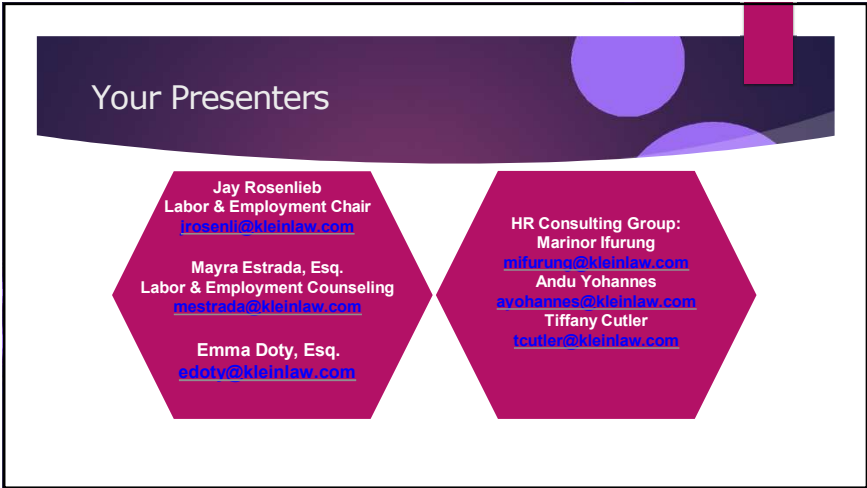 Your Presenters
Jay Rosenlieb
Labor & Employment Chair
jrosenli@kleinlaw.com
Mayra Estrada, Esq.
Labor & Employment Counseling
mestrada@kleinlaw.com
Emma Doty, Esq.
edoty@kleinlaw.com
HR Consulting Group:
Marinor Ifurung
mifurung@kleinlaw.com
Andu Yohannes
ayohannes@kleinlaw.com
Tiffany Cutler
tcutler@kleinlaw.com